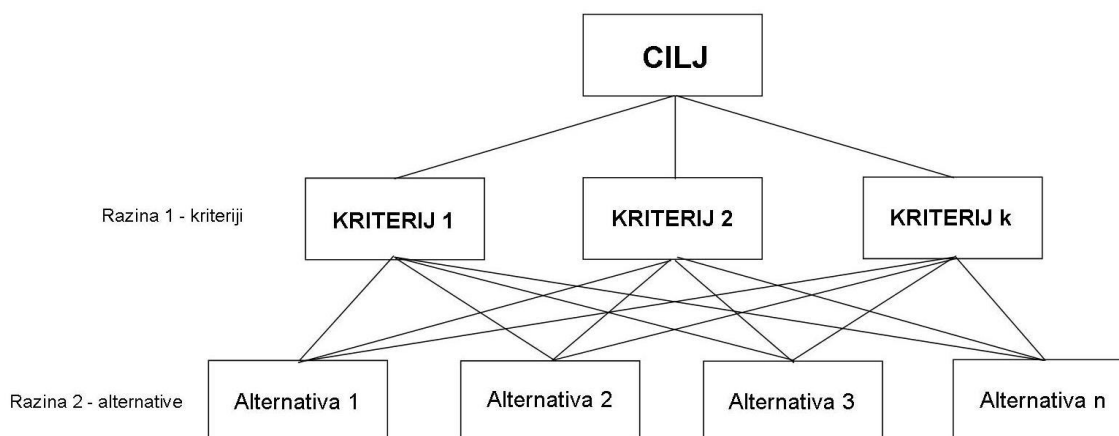 CILJ
Razina 1 - kriteriji
KRITERIJ 1
KRITERIJ 2
KRITERIJ k
Razina 2 - alternative
Alternativa 1
Alternativa 2
Alternativa 3
Alternativa n